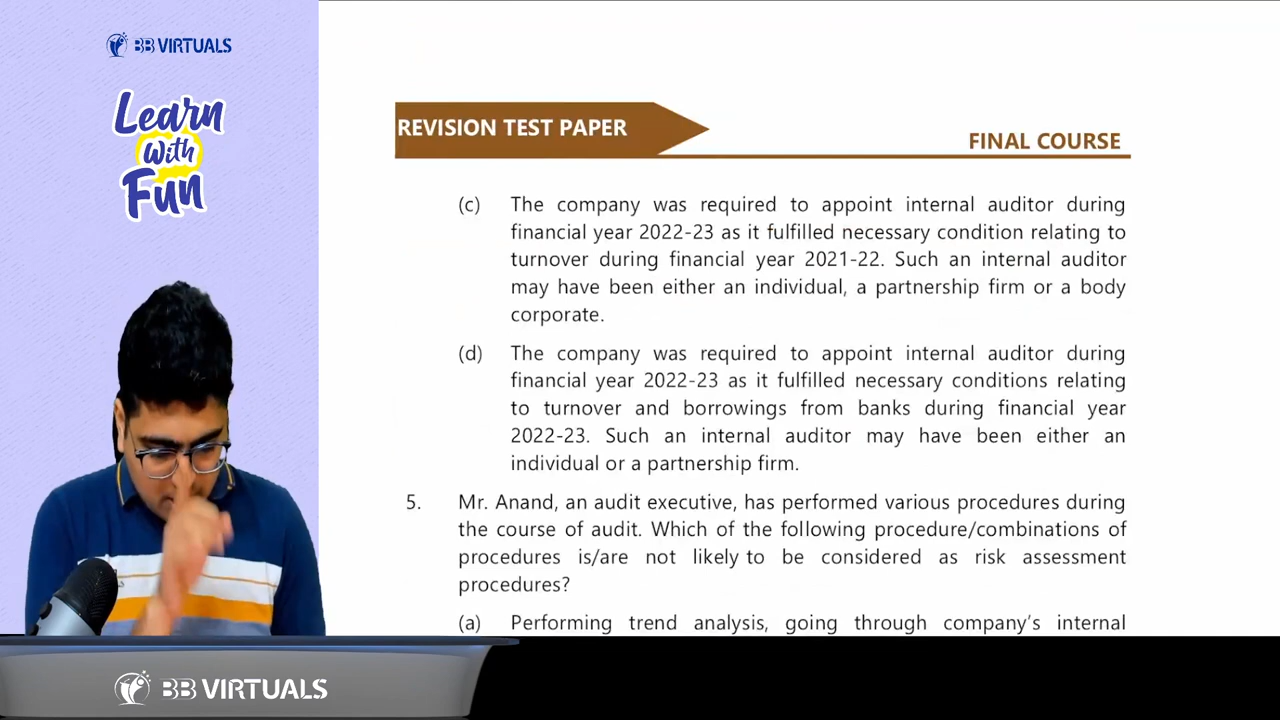 BB VIRTUALS
Learn
With
Fun
REVISION TEST PAPER
FINAL COURSE
(c) The company was required to appoint internal auditor during
financial year 2022-23 as it fulfilled necessary condition relating to
turnover during financial year 2021-22. Such an internal auditor
may have been either an individual, a partnership firm or a body
corporate.
(d) The company was required to appoint internal auditor during
financial year 2022-23 as it fulfilled necessary conditions relating
to turnover and borrowings from banks during financial year
2022-23. Such an internal auditor may have been either an
individual or a partnership firm.
5. Mr. Anand, an audit executive, has performed various procedures during
the course of audit. Which of the following procedure/combinations of
procedures is/are not likely to be considered as risk assessment
procedures?
(a) Performing trend analysis, going through company's internal
BB VIRTUALS